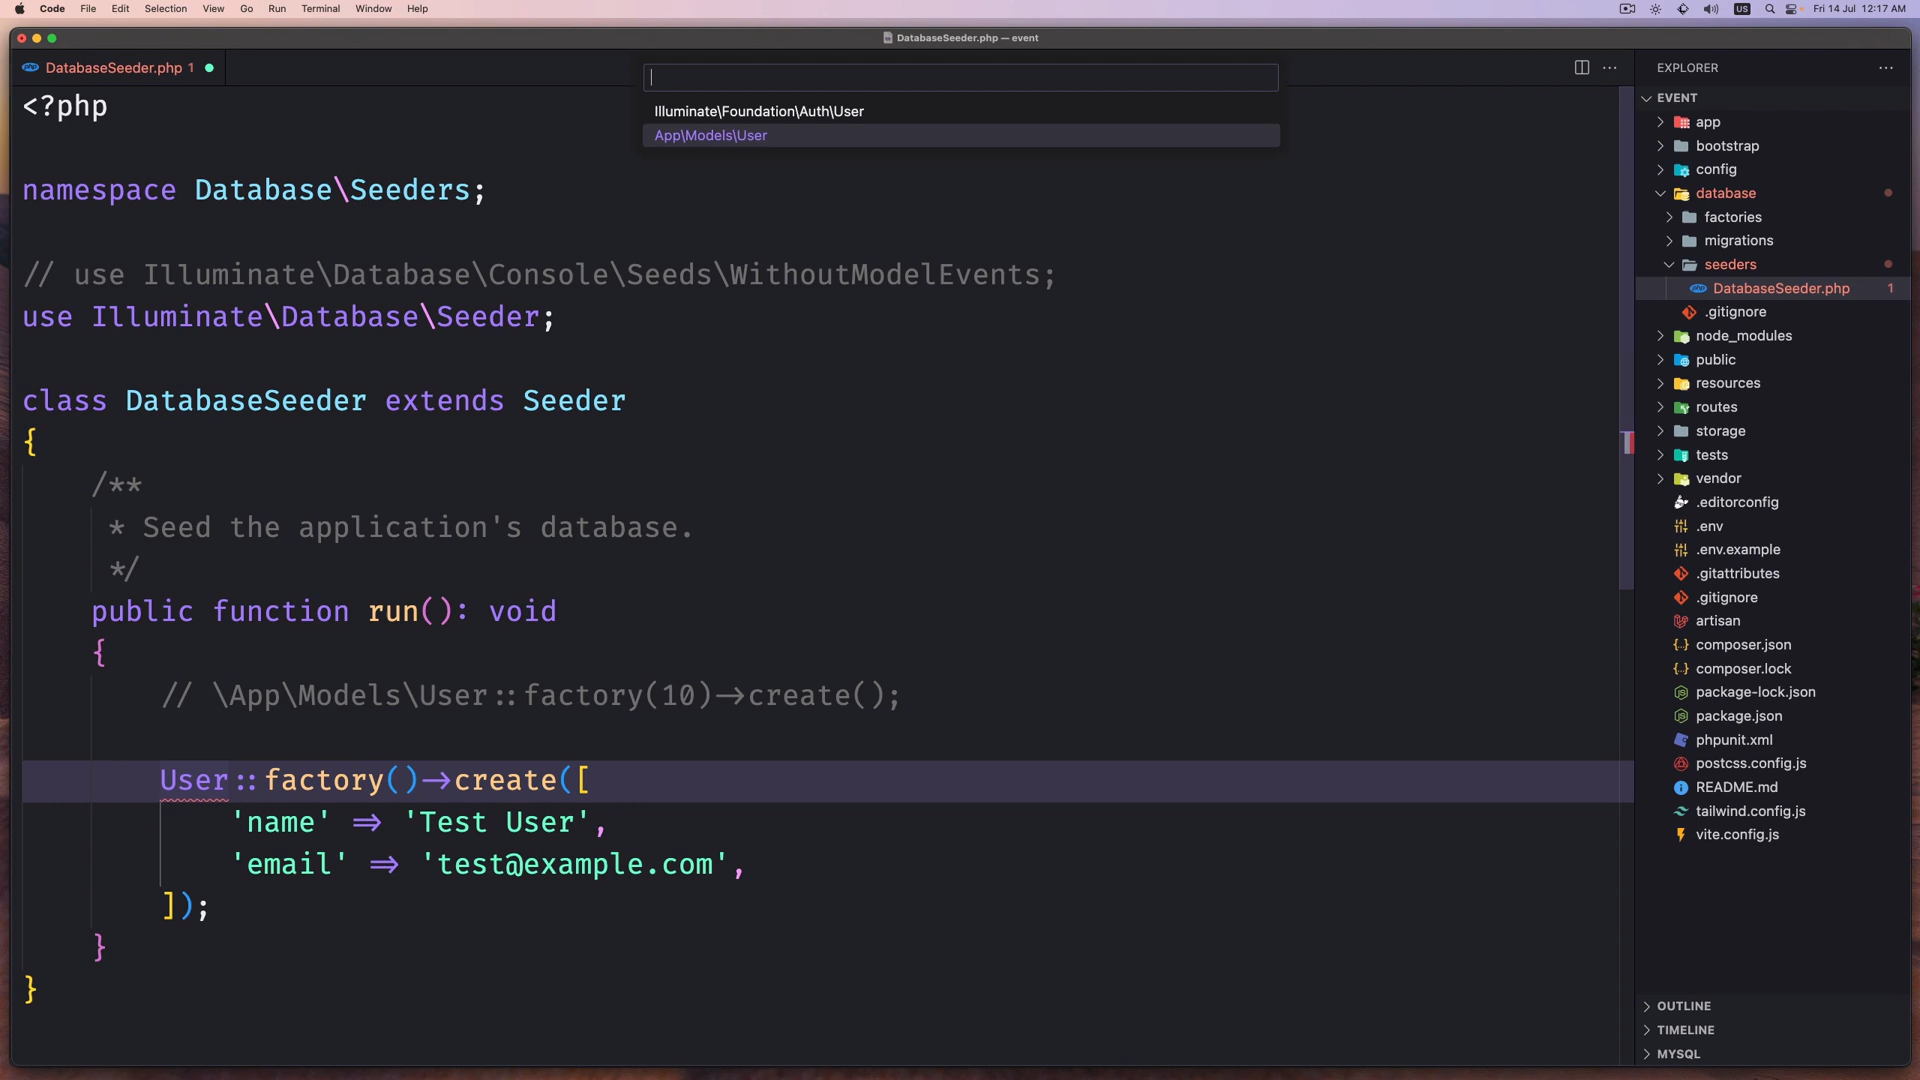 Code File Edit Selection View Go Run Terminal Window Help
US Fri 14 Jul 12:17 AM
DatabaseSeeder.php — event
DatabaseSeeder.php 1
Illuminate\Foundation\Auth\User
App\Models\User
<?php
namespace Database\Seeders;
// use Illuminate\Database\Console\Seeds\WithoutModelEvents;
use Illuminate\Database\Seeder;
class DatabaseSeeder extends Seeder
{
/**
* Seed the application's database.
*/
public function run(): void
{
// \App\Models\User::factory(10)->create();
User::factory()->create([
'name' => 'Test User',
'email' => 'test@example.com',
]);
}
}
EXPLORER
EVENT
app
bootstrap
config
database
factories
migrations
seeders
DatabaseSeeder.php 1
.gitignore
node_modules
public
resources
routes
storage
tests
vendor
.editorconfig
.env
.env.example
.gitattributes
.gitignore
artisan
composer.json
composer.lock
package-lock.json
package.json
phpunit.xml
postcss.config.js
README.md
tailwind.config.js
vite.config.js
OUTLINE
TIMELINE
MYSQL